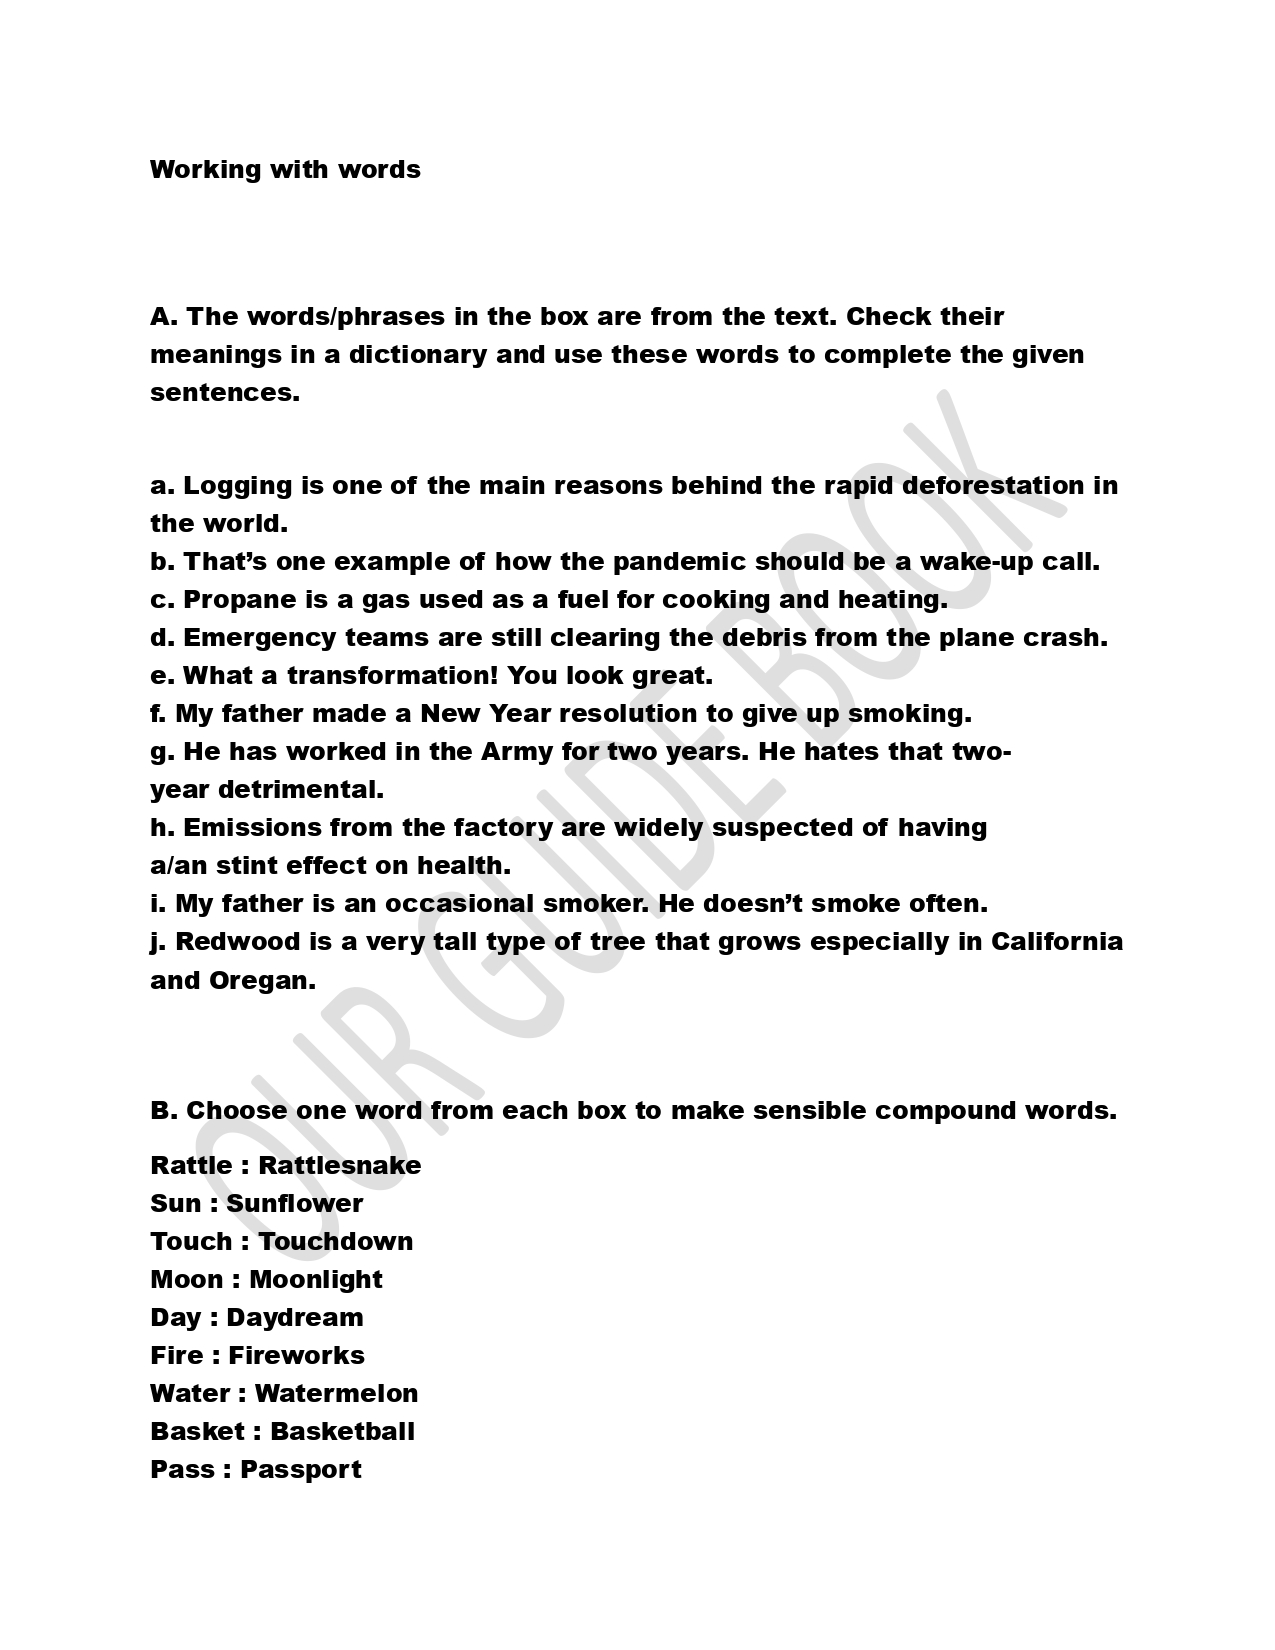 Working with words
A. The words/phrases in the box are from the text. Check their
meanings in a dictionary and use these words to complete the given
sentences.
a. Logging is one of the main reasons behind the rapid deforestation in
the world.
b. That’s one example of how the pandemic should be a wake-up call.
c. Propane is a gas used as a fuel for cooking and heating.
d. Emergency teams are still clearing the debris from the plane crash.
e. What a transformation! You look great.
f. My father made a New Year resolution to give up smoking.
g. He has worked in the Army for two years. He hates that two-
year detrimental.
h. Emissions from the factory are widely suspected of having
a/an stint effect on health.
i. My father is an occasional smoker. He doesn’t smoke often.
j. Redwood is a very tall type of tree that grows especially in California
and Oregan.
B. Choose one word from each box to make sensible compound words.
Rattle : Rattlesnake
Sun : Sunflower
Touch : Touchdown
Moon : Moonlight
Day : Daydream
Fire : Fireworks
Water : Watermelon
Basket : Basketball
Pass : Passport
OUR GUIDE BOOK